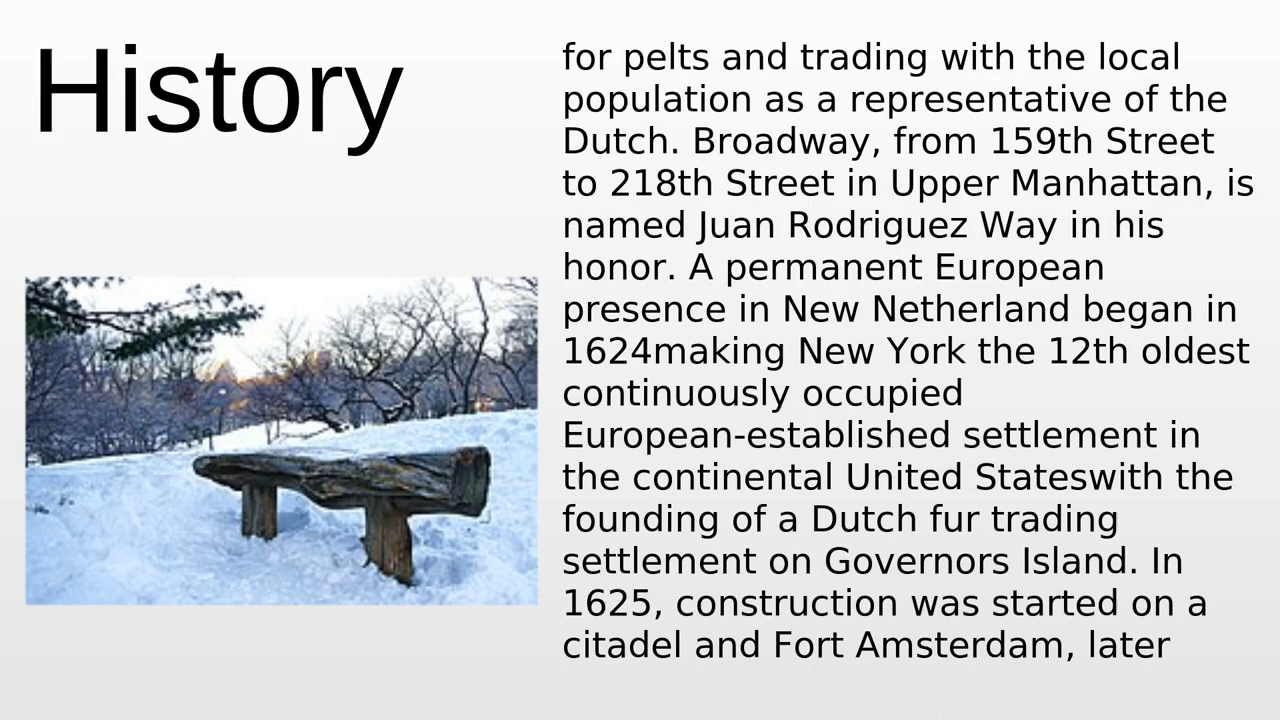 History
for pelts and trading with the local
population as a representative of the
Dutch. Broadway, from 159th Street
to 218th Street in Upper Manhattan, is
named Juan Rodriguez Way in his
honor. A permanent European
presence in New Netherland began in
1624making New York the 12th oldest
continuously occupied
European-established settlement in
the continental United Stateswith the
founding of a Dutch fur trading
settlement on Governors Island. In
1625, construction was started on a
citadel and Fort Amsterdam, later